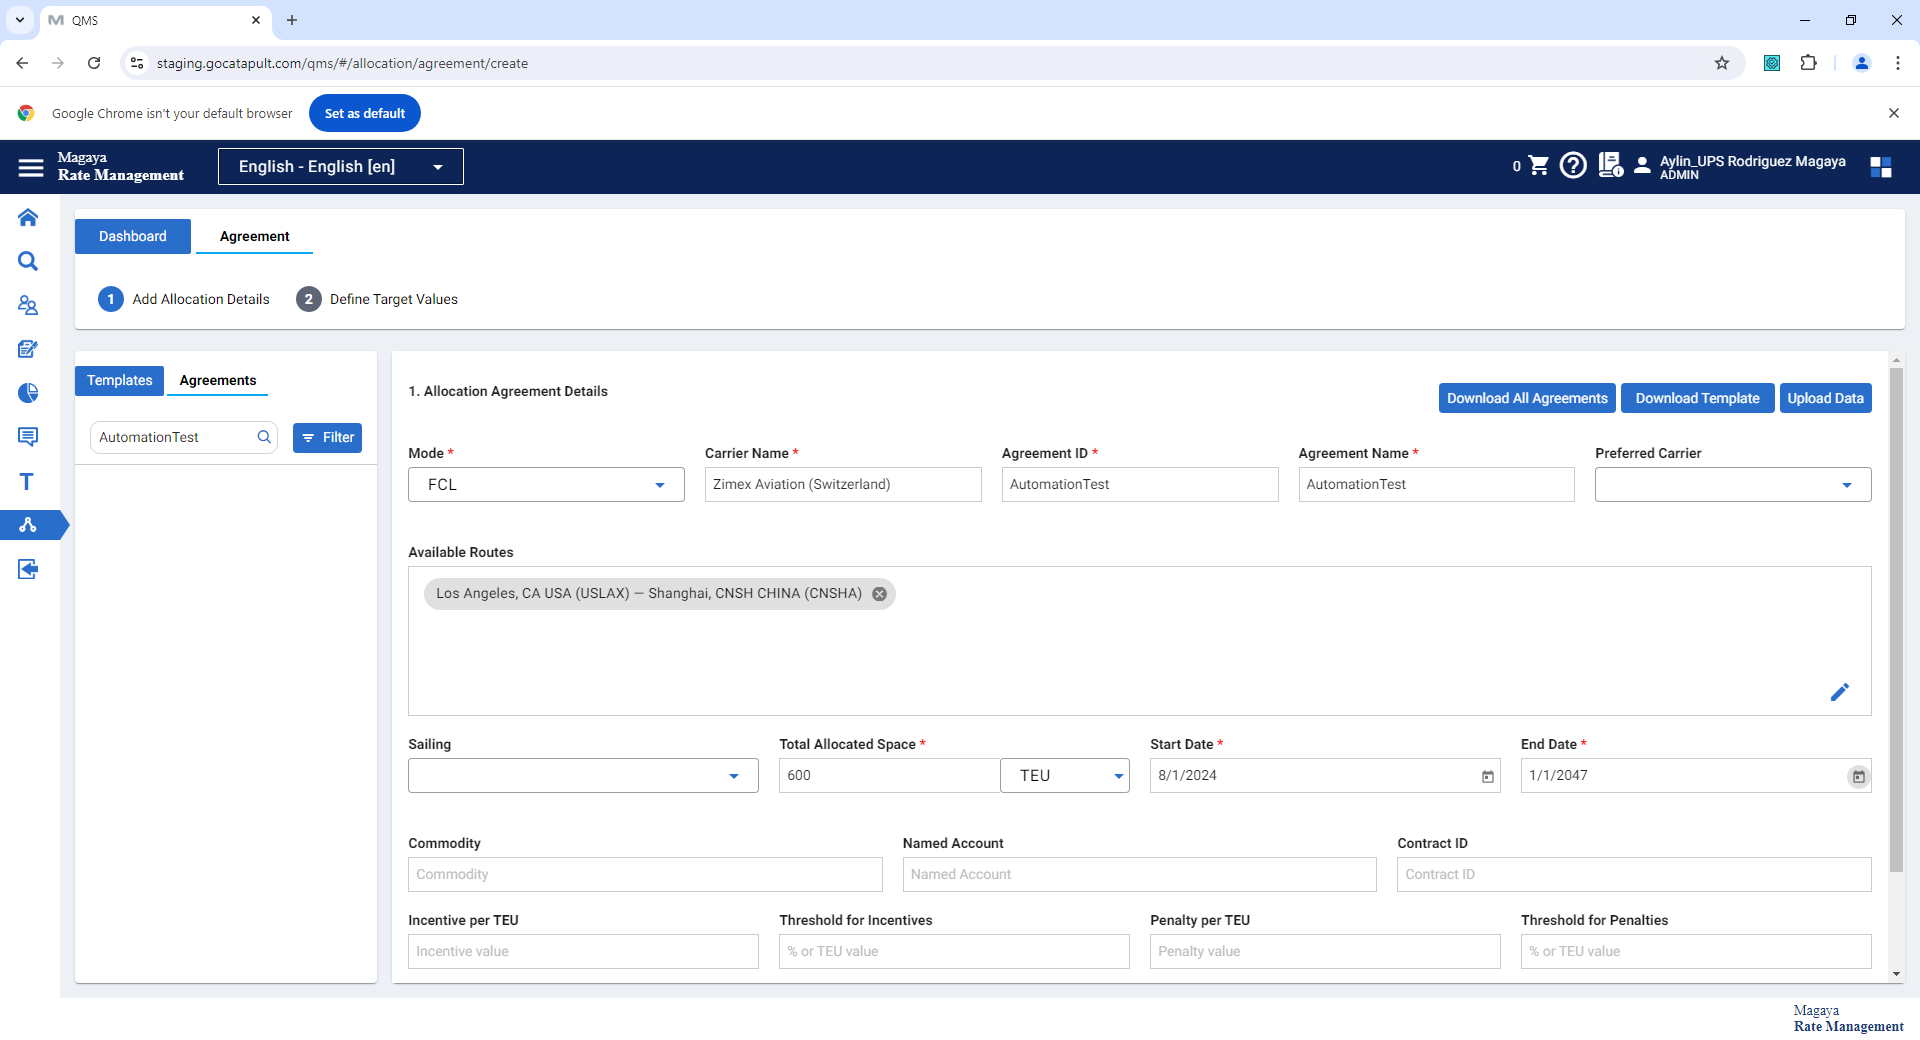 QMS
staging.gocatapult.com/qms/#/allocation/agreement/create
Google Chrome isn't your default browser
Set as default
Magaya
Rate Management
English - English [en]
0
Aylin_UPS Rodriguez Magaya
ADMIN
Dashboard
Agreement
1 Add Allocation Details
2 Define Target Values
Templates
Agreements
AutomationTest
Filter
1. Allocation Agreement Details
Download All Agreements
Download Template
Upload Data
Mode *
Carrier Name *
Agreement ID *
Agreement Name *
Preferred Carrier
FCL
Zimex Aviation (Switzerland)
AutomationTest
AutomationTest
Available Routes
Los Angeles, CA USA (USLAX) — Shanghai, CNSH CHINA (CNSHA)
Sailing
Total Allocated Space *
Start Date *
End Date *
600
TEU
8/1/2024
1/1/2047
Commodity
Named Account
Contract ID
Commodity
Named Account
Contract ID
Incentive per TEU
Threshold for Incentives
Penalty per TEU
Threshold for Penalties
Incentive value
% or TEU value
Penalty value
% or TEU value
Magaya
Rate Management